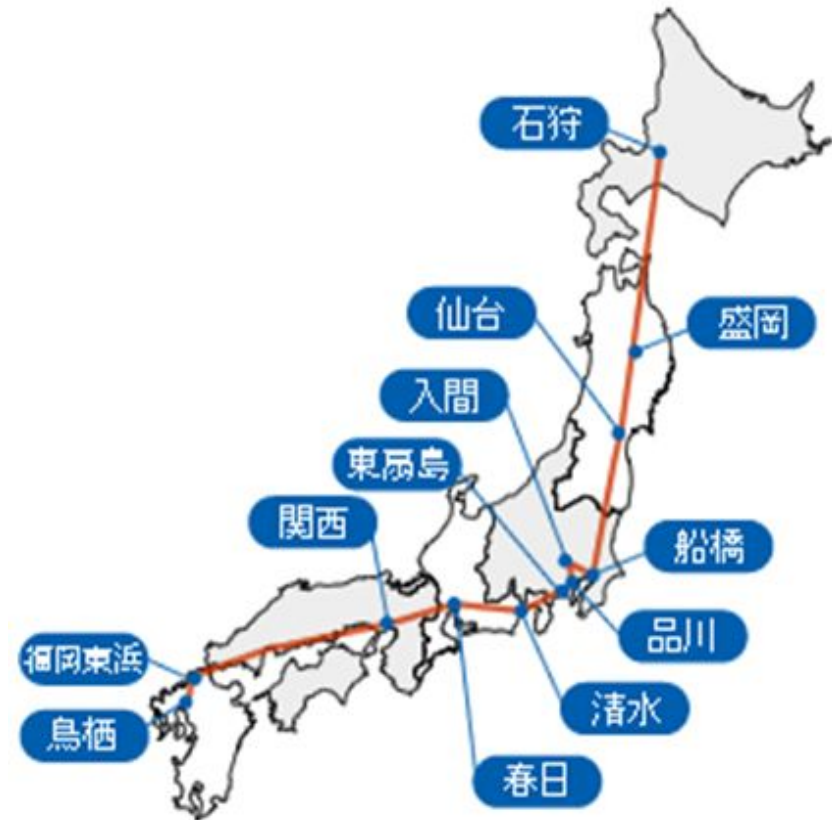 石狩
仙台
盛岡
入間
東扇島
関西
船橋
品川
福岡東浜
清水
鳥栖
春日